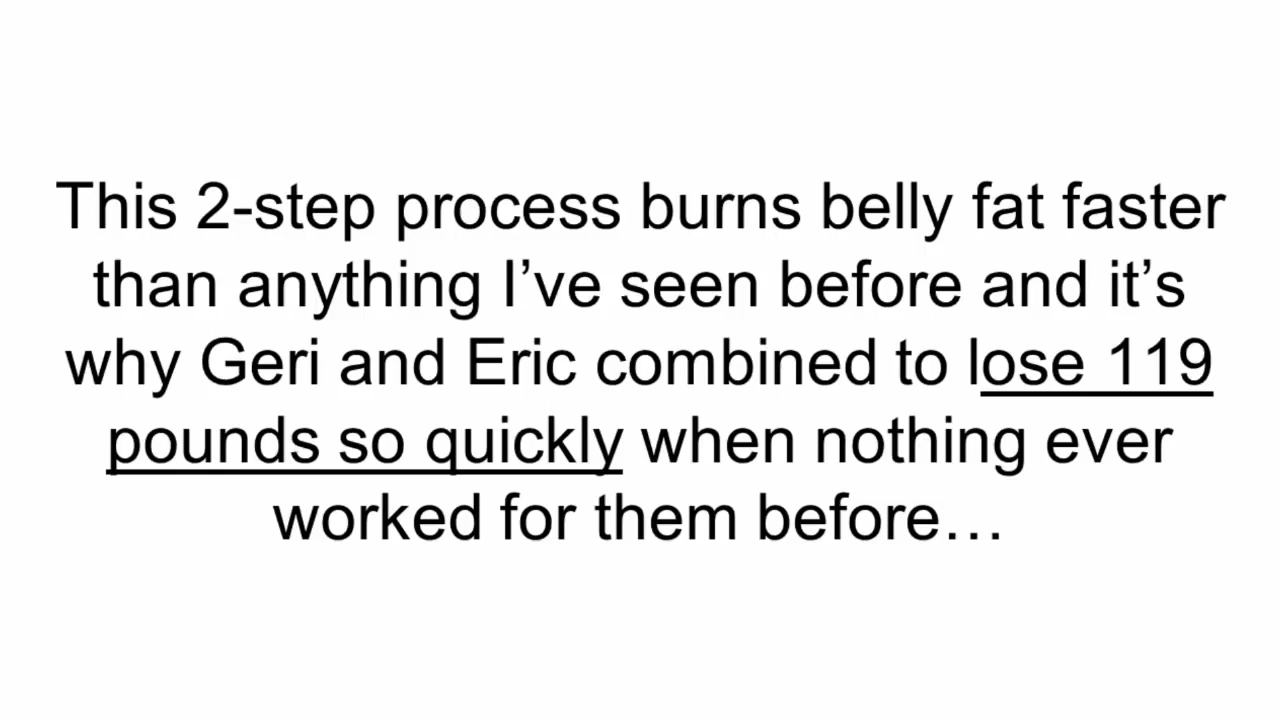 This 2-step process burns belly fat faster
than anything I’ve seen before and it’s
why Geri and Eric combined to lose 119
pounds so quickly when nothing ever
worked for them before…